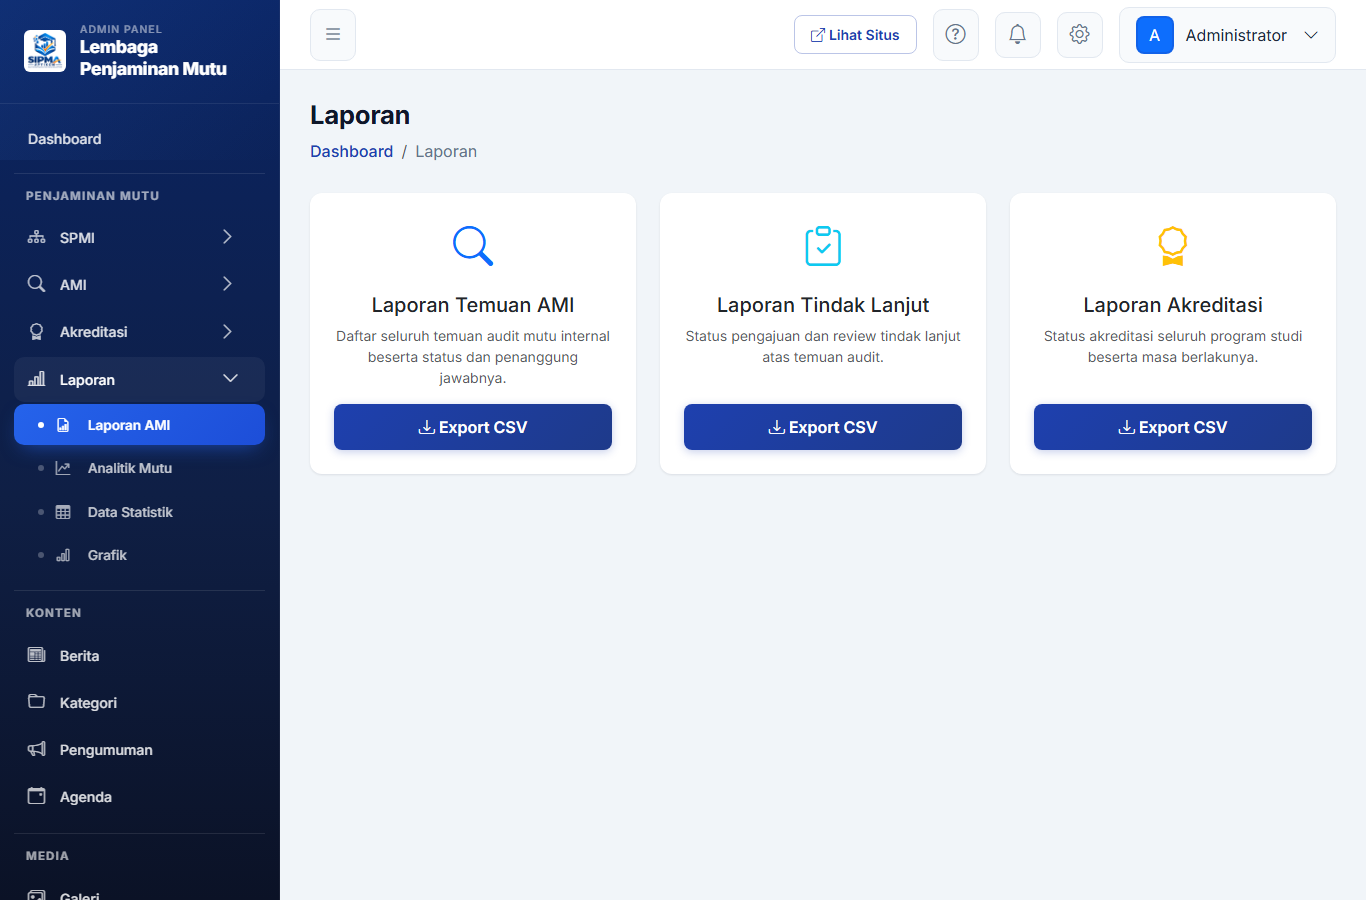 SIPMA
ADMIN PANEL
Lembaga
Penjaminan Mutu
Dashboard
PENJAMINAN MUTU
SPMI
AMI
Akreditasi
Laporan
Laporan AMI
Analitik Mutu
Data Statistik
Grafik
KONTEN
Berita
Kategori
Pengumuman
Agenda
MEDIA
Galeri
Lihat Situs
A
Administrator
Laporan
Dashboard / Laporan
Laporan Temuan AMI
Daftar seluruh temuan audit mutu internal
beserta status dan penanggung
jawabnya.
Export CSV
Laporan Tindak Lanjut
Status pengajuan dan review tindak lanjut
atas temuan audit.
Export CSV
Laporan Akreditasi
Status akreditasi seluruh program studi
beserta masa berlakunya.
Export CSV